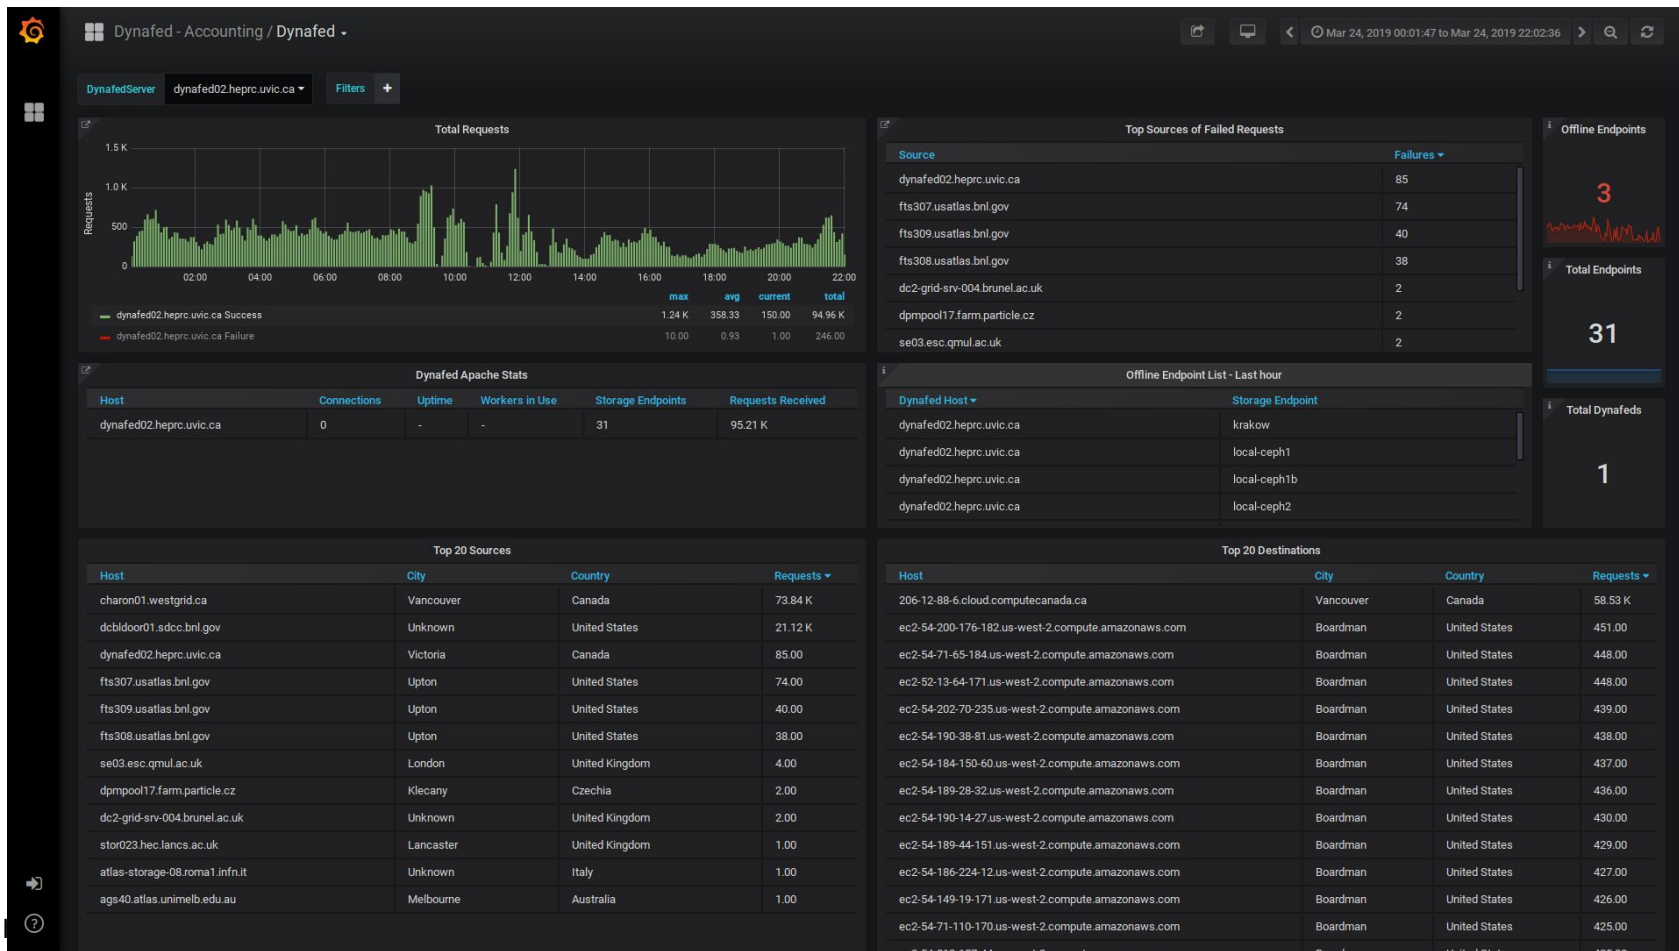 Dynafed - Accounting / Dynafed
Mar 24, 2019 00:01:47 to Mar 24, 2019 22:02:36
DynafedServer dynafed02.heprc.uvic.ca Filters +
Total Requests
Requests
1.5 K
1.0 K
500
0
02:00 04:00 06:00 08:00 10:00 12:00 14:00 16:00 18:00 20:00 22:00
max avg current total
dynafed02.heprc.uvic.ca Success 1.24 K 358.33 150.00 94.96 K
dynafed02.heprc.uvic.ca Failure 10.00 0.93 1.00 246.00
Top Sources of Failed Requests
Source Failures
dynafed02.heprc.uvic.ca 85
fts307.usatlas.bnl.gov 74
fts309.usatlas.bnl.gov 40
fts308.usatlas.bnl.gov 38
dc2-grid-srv-004.brunel.ac.uk 2
dpmpool17.farm.particle.cz 2
se03.esc.qmul.ac.uk 2
Offline Endpoints
3
Total Endpoints
31
Total Dynafeds
1
Dynafed Apache Stats
Host Connections Uptime Workers in Use Storage Endpoints Requests Received
dynafed02.heprc.uvic.ca 0 - - 31 95.21 K
Offline Endpoint List - Last hour
Dynafed Host Storage Endpoint
dynafed02.heprc.uvic.ca krakow
dynafed02.heprc.uvic.ca local-ceph1
dynafed02.heprc.uvic.ca local-ceph1b
dynafed02.heprc.uvic.ca local-ceph2
Top 20 Sources
Host City Country Requests
charon01.westgrid.ca Vancouver Canada 73.84 K
dcbldoor01.sdcc.bnl.gov Unknown United States 21.12 K
dynafed02.heprc.uvic.ca Victoria Canada 85.00
fts307.usatlas.bnl.gov Upton United States 74.00
fts309.usatlas.bnl.gov Upton United States 40.00
fts308.usatlas.bnl.gov Upton United States 38.00
se03.esc.qmul.ac.uk London United Kingdom 4.00
dpmpool17.farm.particle.cz Klecany Czechia 2.00
dc2-grid-srv-004.brunel.ac.uk Unknown United Kingdom 2.00
stor023.hec.lancs.ac.uk Lancaster United Kingdom 1.00
atlas-storage-08.roma1.infn.it Unknown Italy 1.00
ags40.atlas.unimelb.edu.au Melbourne Australia 1.00
Top 20 Destinations
Host City Country Requests
206-12-88-6.cloud.computecanada.ca Vancouver Canada 58.53 K
ec2-54-200-176-182.us-west-2.compute.amazonaws.com Boardman United States 451.00
ec2-54-71-65-184.us-west-2.compute.amazonaws.com Boardman United States 448.00
ec2-52-13-64-171.us-west-2.compute.amazonaws.com Boardman United States 448.00
ec2-54-202-70-235.us-west-2.compute.amazonaws.com Boardman United States 439.00
ec2-54-190-38-81.us-west-2.compute.amazonaws.com Boardman United States 438.00
ec2-54-184-150-60.us-west-2.compute.amazonaws.com Boardman United States 437.00
ec2-54-189-28-32.us-west-2.compute.amazonaws.com Boardman United States 436.00
ec2-54-190-14-27.us-west-2.compute.amazonaws.com Boardman United States 430.00
ec2-54-189-44-151.us-west-2.compute.amazonaws.com Boardman United States 429.00
ec2-54-186-224-12.us-west-2.compute.amazonaws.com Boardman United States 427.00
ec2-54-149-19-171.us-west-2.compute.amazonaws.com Boardman United States 426.00
ec2-54-71-110-170.us-west-2.compute.amazonaws.com Boardman United States 425.00